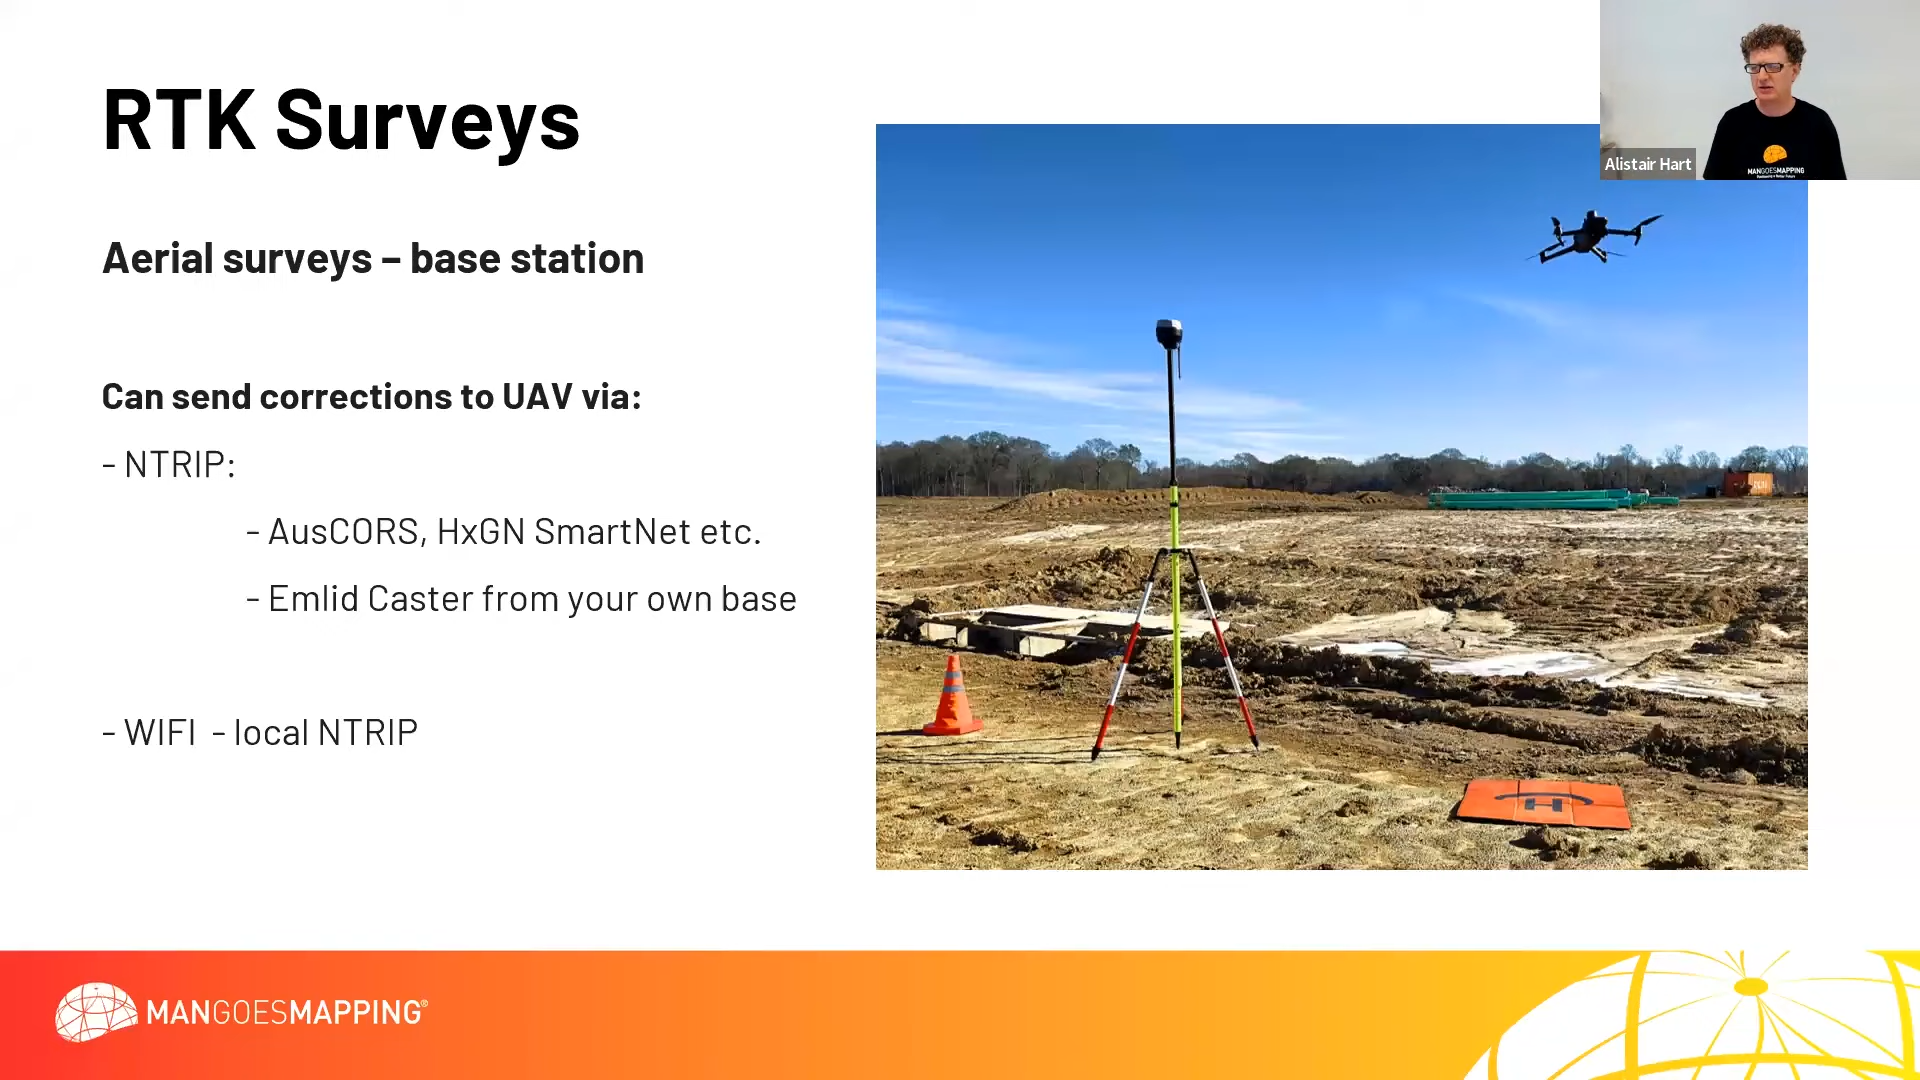 RTK Surveys
Alistair Hart
MANGOESMAPPING
Aerial surveys – base station
Can send corrections to UAV via:
- NTRIP:
- AusCORS, HxGN SmartNet etc.
- Emlid Caster from your own base
- WIFI - local NTRIP
H
MANGOESMAPPING®